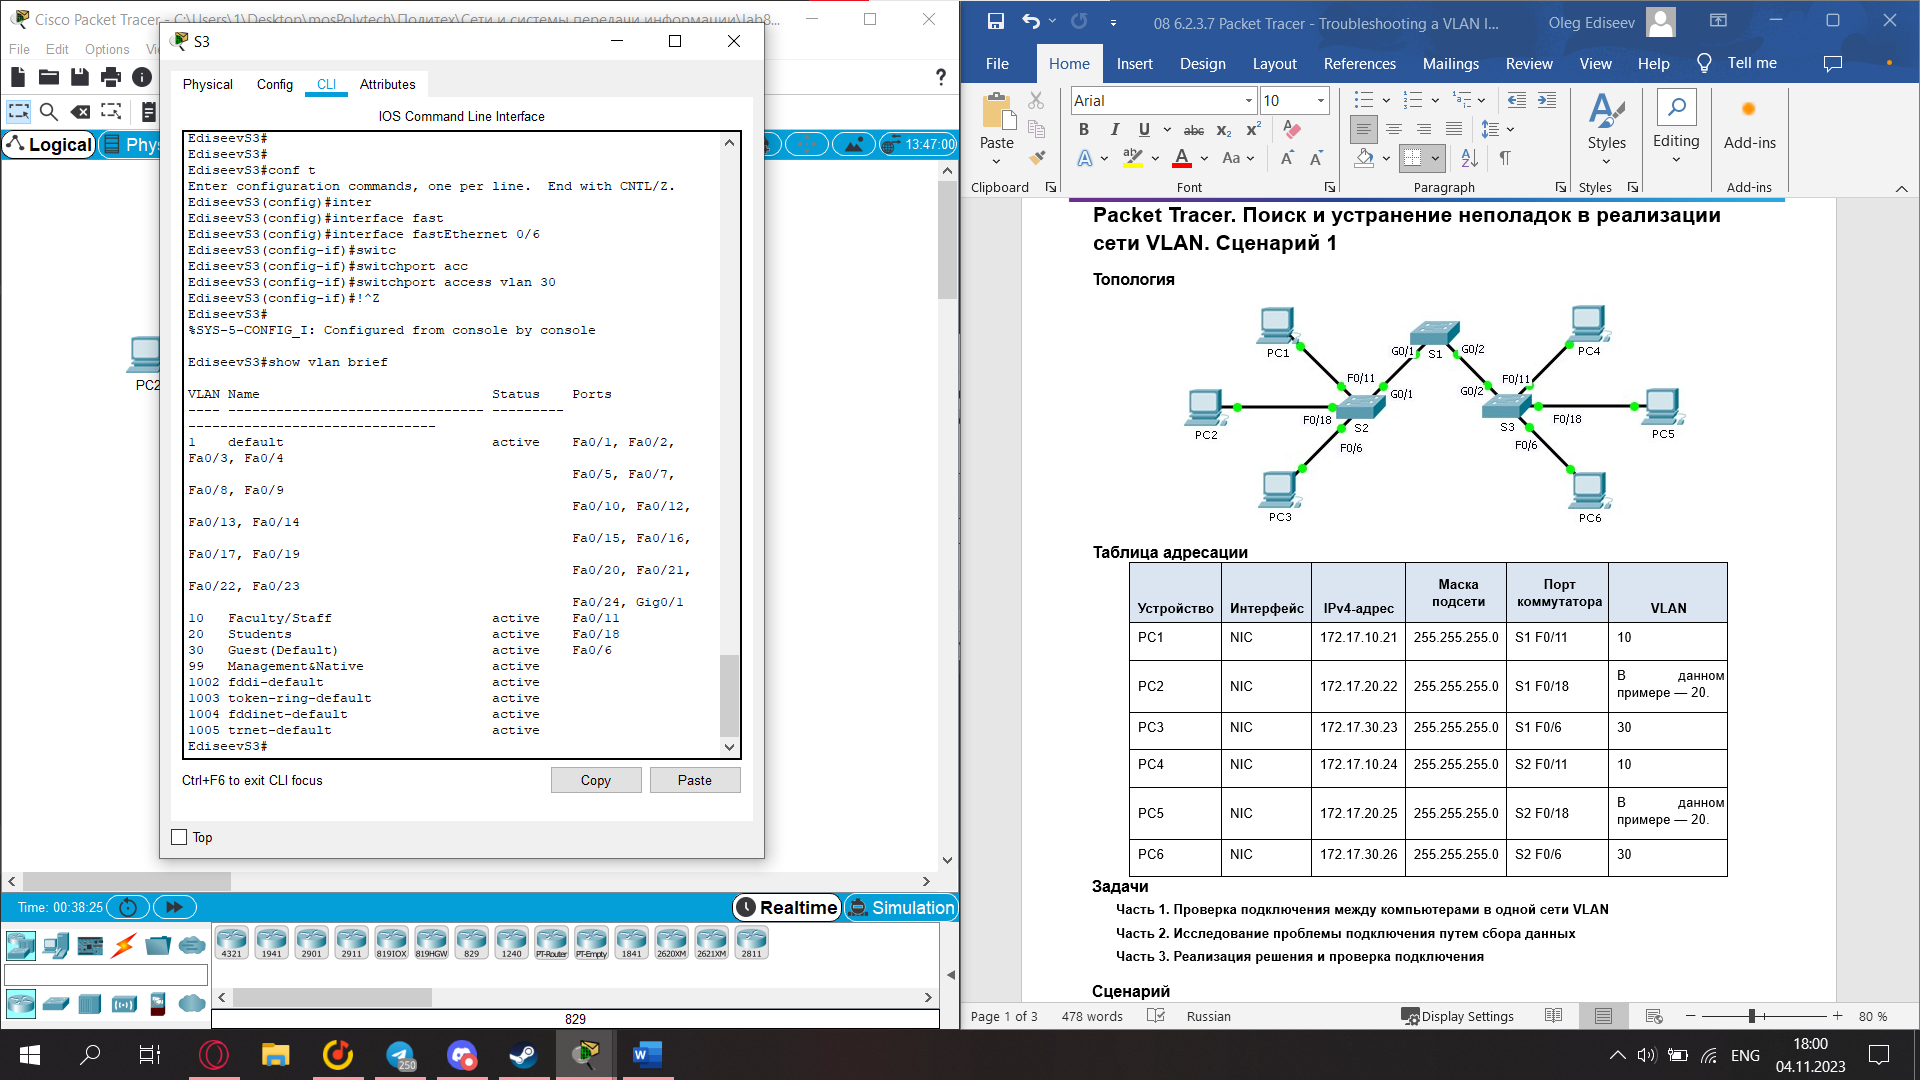 Cisco Packet Tracer - C:\Users\1\Desktop\mosPolytech\Политех\Сети и системы передачи информации\lab8...
File Edit Options
Logical
13:47:00
PC2
S3
Physical Config CLI Attributes
IOS Command Line Interface
EdiseevS3#
EdiseevS3#
EdiseevS3#conf t
Enter configuration commands, one per line.  End with CNTL/Z.
EdiseevS3(config)#inter
EdiseevS3(config)#interface fast
EdiseevS3(config)#interface fastEthernet 0/6
EdiseevS3(config-if)#switc
EdiseevS3(config-if)#switchport acc
EdiseevS3(config-if)#switchport access vlan 30
EdiseevS3(config-if)#!^Z
EdiseevS3#
%SYS-5-CONFIG_I: Configured from console by console
EdiseevS3#show vlan brief
VLAN Name Status Ports
---- -------------------------------- ---------
-------------------------------
1 default active Fa0/1, Fa0/2,
Fa0/3, Fa0/4
Fa0/5, Fa0/7,
Fa0/8, Fa0/9
Fa0/10, Fa0/12,
Fa0/13, Fa0/14
Fa0/15, Fa0/16,
Fa0/17, Fa0/19
Fa0/20, Fa0/21,
Fa0/22, Fa0/23
Fa0/24, Gig0/1
10 Faculty/Staff active Fa0/11
20 Students active Fa0/18
30 Guest(Default) active Fa0/6
99 Management&Native active
1002 fddi-default active
1003 token-ring-default active
1004 fddinet-default active
1005 trnet-default active
EdiseevS3#
Ctrl+F6 to exit CLI focus
Copy Paste
Top
Time: 00:38:25
Realtime Simulation
4321 1941 2901 2911 819IOX 819HGW 829 1240 PT-Router PT-Empty 1841 2620XM 2621XM 2811
829
08 6.2.3.7 Packet Tracer - Troubleshooting a VLAN I...
Oleg Ediseev
File Home Insert Design Layout References Mailings Review View Help Tell me
Paste
Arial 10
Styles Editing Add-ins
Clipboard Font Paragraph Styles Add-ins
Packet Tracer. Поиск и устранение неполадок в реализации
сети VLAN. Сценарий 1
Топология
PC1 G0/1 S1 G0/2 PC4
F0/11 G0/1 G0/2 F0/11
PC2 F0/18 S2 S3 F0/18 PC5
F0/6 F0/6
PC3 PC6
Таблица адресации
Устройство Интерфейс IPv4-адрес Маска подсети Порт коммутатора VLAN
PC1 NIC 172.17.10.21 255.255.255.0 S1 F0/11 10
PC2 NIC 172.17.20.22 255.255.255.0 S1 F0/18 В данном примере — 20.
PC3 NIC 172.17.30.23 255.255.255.0 S1 F0/6 30
PC4 NIC 172.17.10.24 255.255.255.0 S2 F0/11 10
PC5 NIC 172.17.20.25 255.255.255.0 S2 F0/18 В данном примере — 20.
PC6 NIC 172.17.30.26 255.255.255.0 S2 F0/6 30
Задачи
Часть 1. Проверка подключения между компьютерами в одной сети VLAN
Часть 2. Исследование проблемы подключения путем сбора данных
Часть 3. Реализация решения и проверка подключения
Сценарий
Page 1 of 3 478 words Russian Display Settings 80 %
250
ENG
18:00
04.11.2023